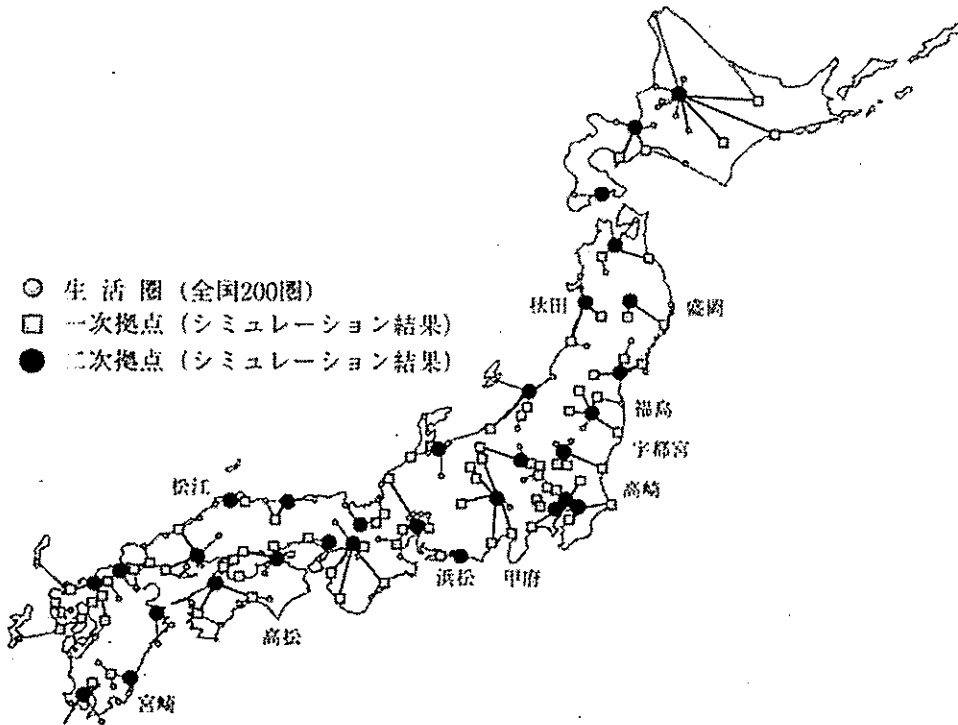 生活圏（全国200圏）
一次拠点（シミュレーション結果）
二次拠点（シミュレーション結果）
秋田
盛岡
福島
宇都宮
高崎
松江
浜松
甲府
高松
宮崎